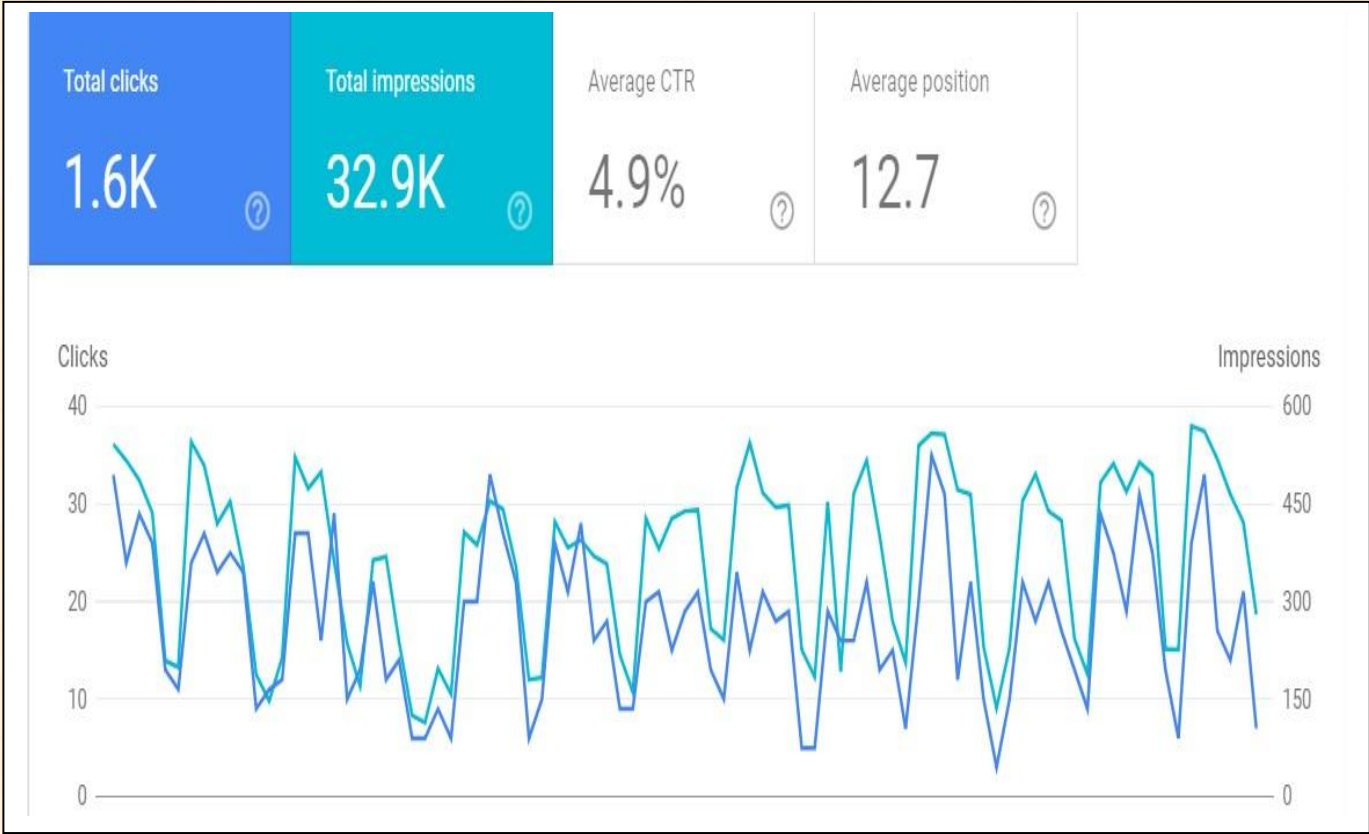 Total clicks
1.6K
?
Total impressions
32.9K
?
Average CTR
4.9%
?
Average position
12.7
?
Clicks
Impressions
40
600
30
450
20
300
10
150
0
0